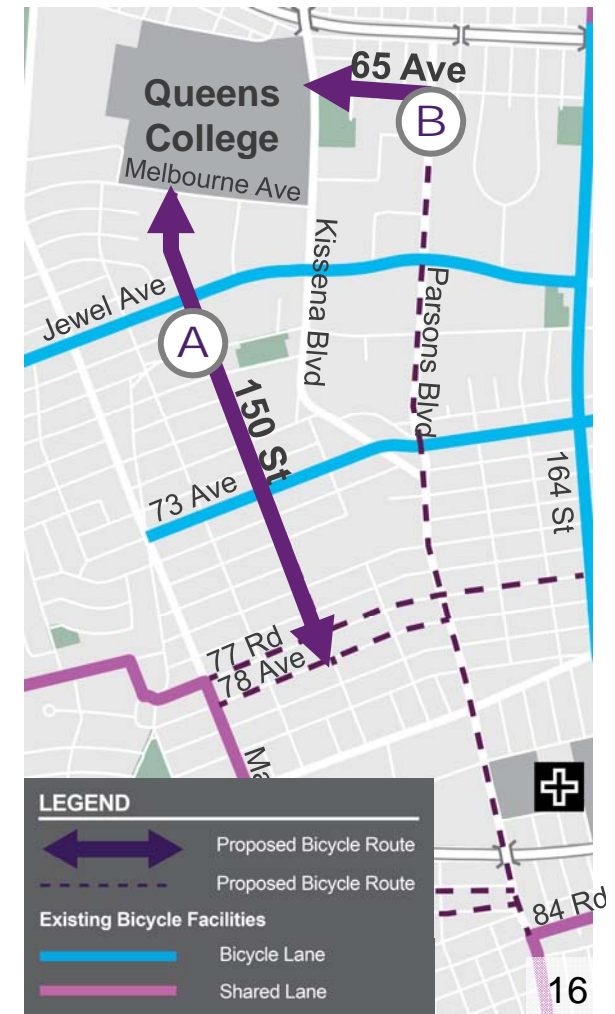 65 Ave
Queens
College
B
Melbourne Ave
Kissena Blvd
Parsons Blvd
Jewel Ave
A
150 St
73 Ave
164 St
77 Rd
78 Ave
Ma
LEGEND
Proposed Bicycle Route
Proposed Bicycle Route
Existing Bicycle Facilities
Bicycle Lane
Shared Lane
84 Rd
16